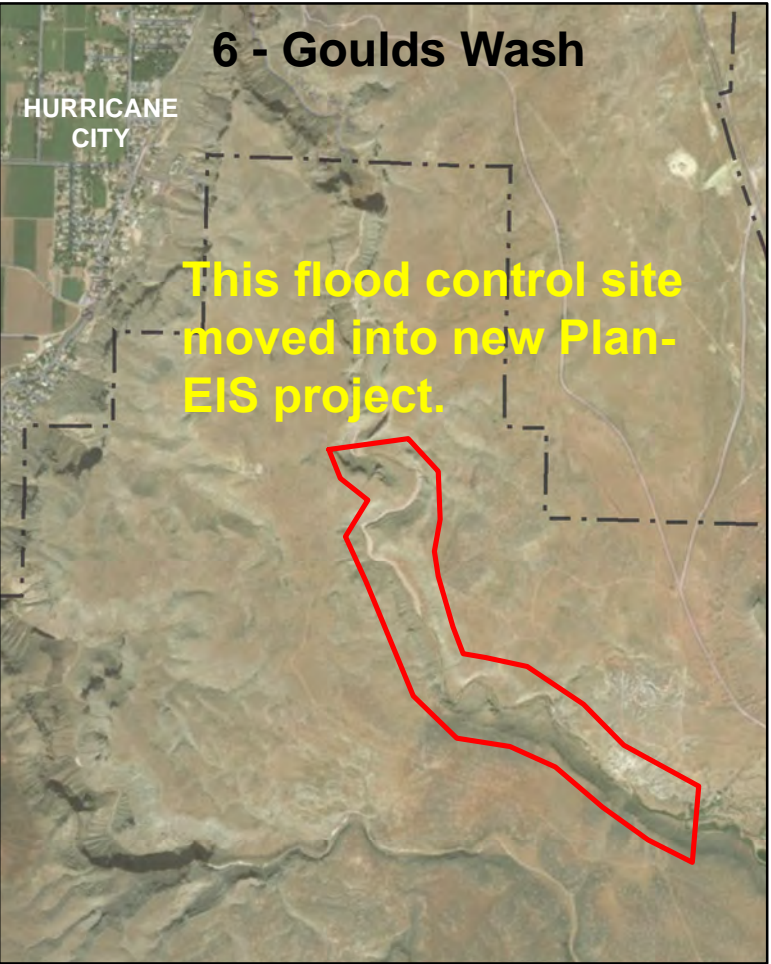 6 - Goulds Wash
HURRICANE
CITY
This flood control site
moved into new Plan-
EIS project.